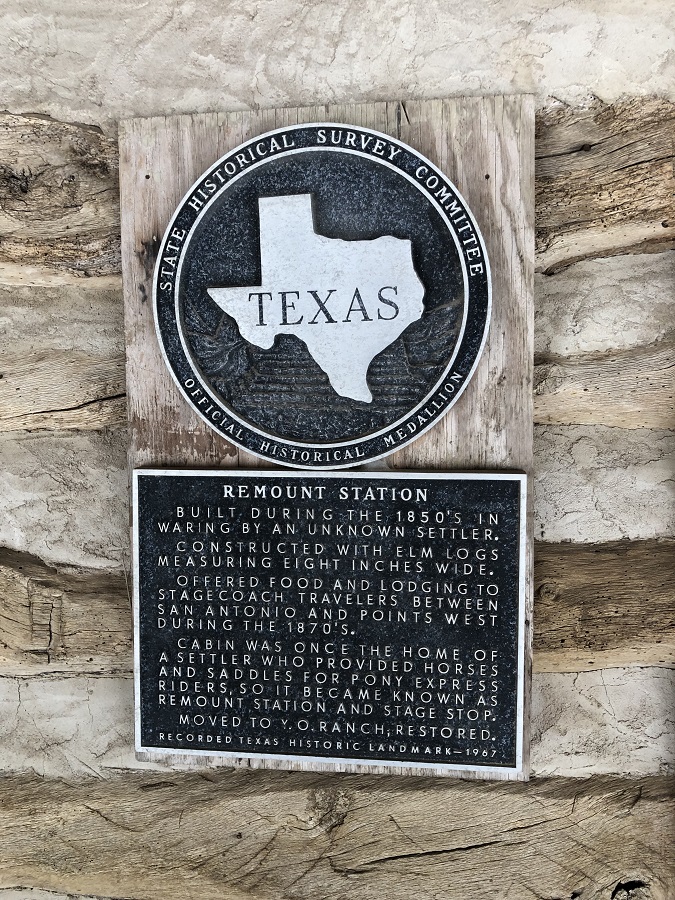 STATE HISTORICAL SURVEY COMMITTEE
TEXAS
OFFICIAL HISTORICAL MEDALLION
REMOUNT STATION
BUILT DURING THE 1850'S IN
WARING BY AN UNKNOWN SETTLER.
CONSTRUCTED WITH ELM LOGS
MEASURING EIGHT INCHES WIDE.
OFFERED FOOD AND LODGING TO
STAGECOACH TRAVELERS BETWEEN
SAN ANTONIO AND POINTS WEST
DURING THE 1870'S.
CABIN WAS ONCE THE HOME OF
A SETTLER WHO PROVIDED HORSES
AND SADDLES FOR PONY EXPRESS
RIDERS, SO IT BECAME KNOWN AS
REMOUNT STATION AND STAGE STOP.
MOVED TO Y.O. RANCH, RESTORED.
RECORDED TEXAS HISTORIC LANDMARK—1967